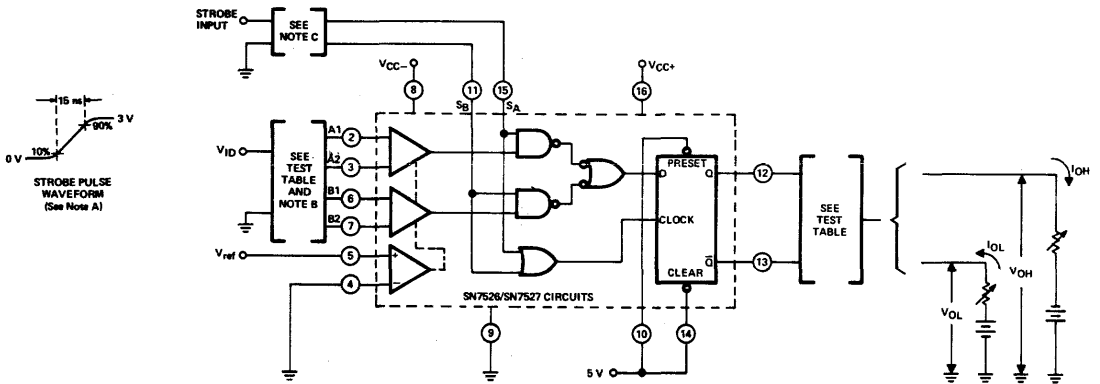 STROBE
INPUT
SEE
NOTE C
VCC−
8
11
15
SB
SA
VCC+
16
15 ns
3 V
90%
10%
0 V
STROBE PULSE
WAVEFORM
(See Note A)
VID
SEE
TEST
TABLE
AND
NOTE B
A1
2
A2
3
B1
6
B2
7
Vref
5
+
4
−
PRESET
D
Q
CLOCK
Q̅
CLEAR
12
13
SN7526/SN7527 CIRCUITS
9
10
14
5 V
SEE
TEST
TABLE
IOH
IOL
VOH
VOL